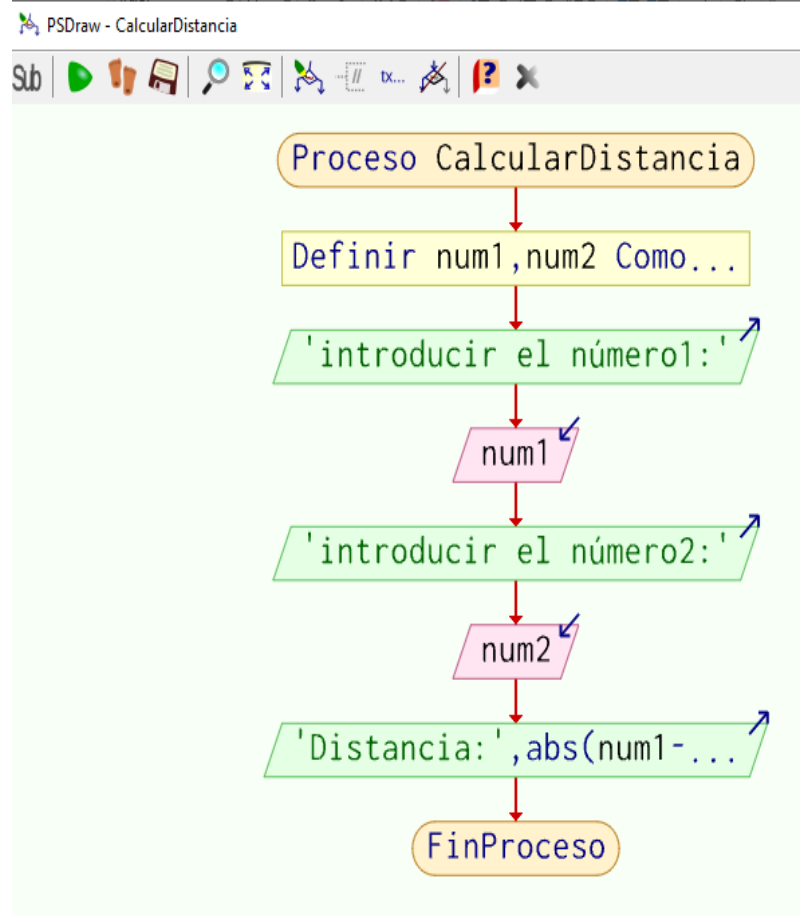 PSDraw - CalcularDistancia
Sub
tx...
?
Proceso CalcularDistancia
Definir num1,num2 Como...
'introducir el número1:'
num1
'introducir el número2:'
num2
'Distancia:',abs(num1-...
FinProceso